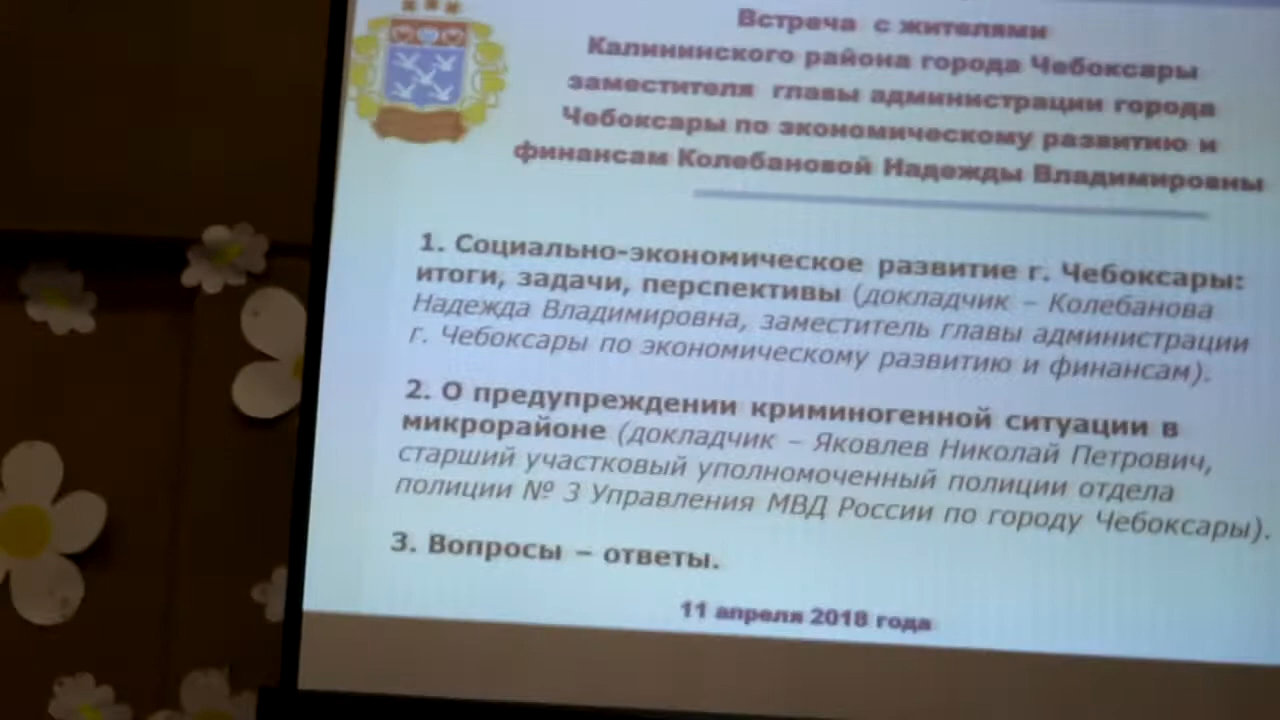 Встреча с жителями
Калининского района города Чебоксары
заместителя главы администрации города
Чебоксары по экономическому развитию и
финансам Колебановой Надежды Владимировны
1. Социально-экономическое развитие г. Чебоксары:
итоги, задачи, перспективы (докладчик – Колебанова
Надежда Владимировна, заместитель главы администрации
г. Чебоксары по экономическому развитию и финансам).
2. О предупреждении криминогенной ситуации в
микрорайоне (докладчик – Яковлев Николай Петрович,
старший участковый уполномоченный полиции отдела
полиции № 3 Управления МВД России по городу Чебоксары).
3. Вопросы – ответы.
11 апреля 2018 года